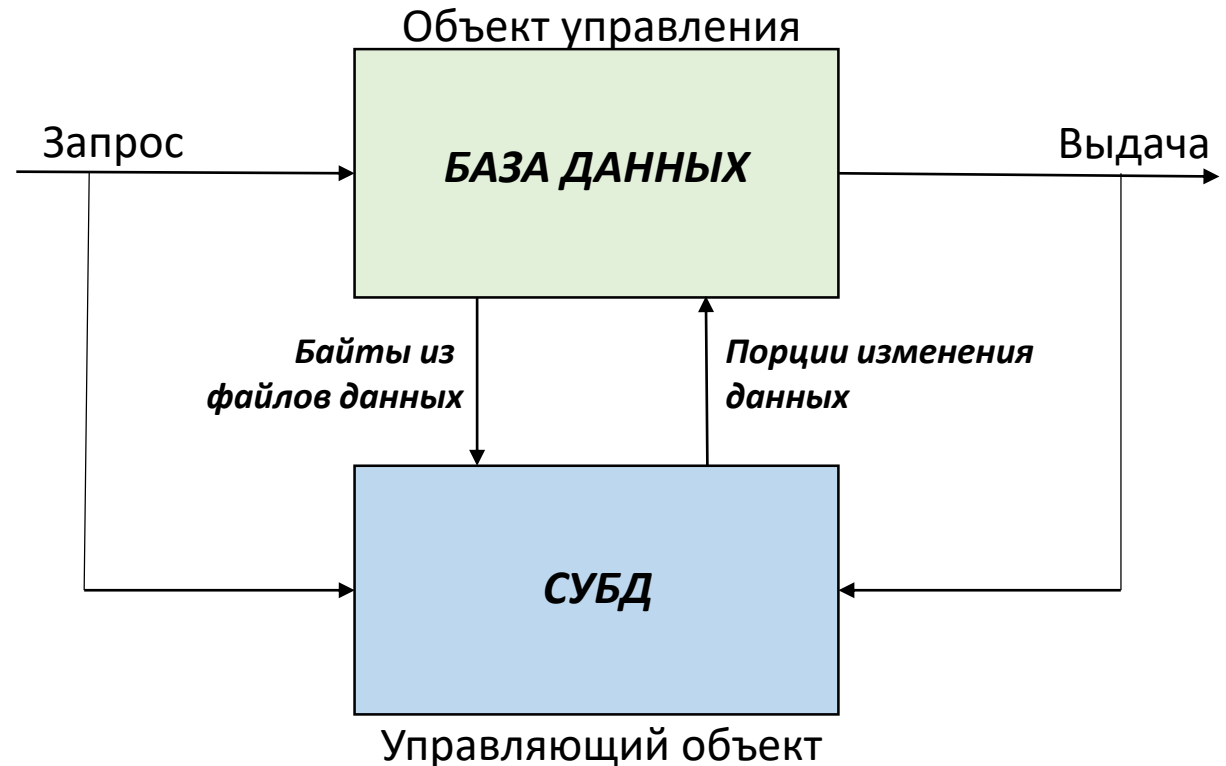 Объект управления
Запрос
БАЗА ДАННЫХ
Выдача
Байты из
файлов данных
Порции изменения
данных
СУБД
Управляющий объект